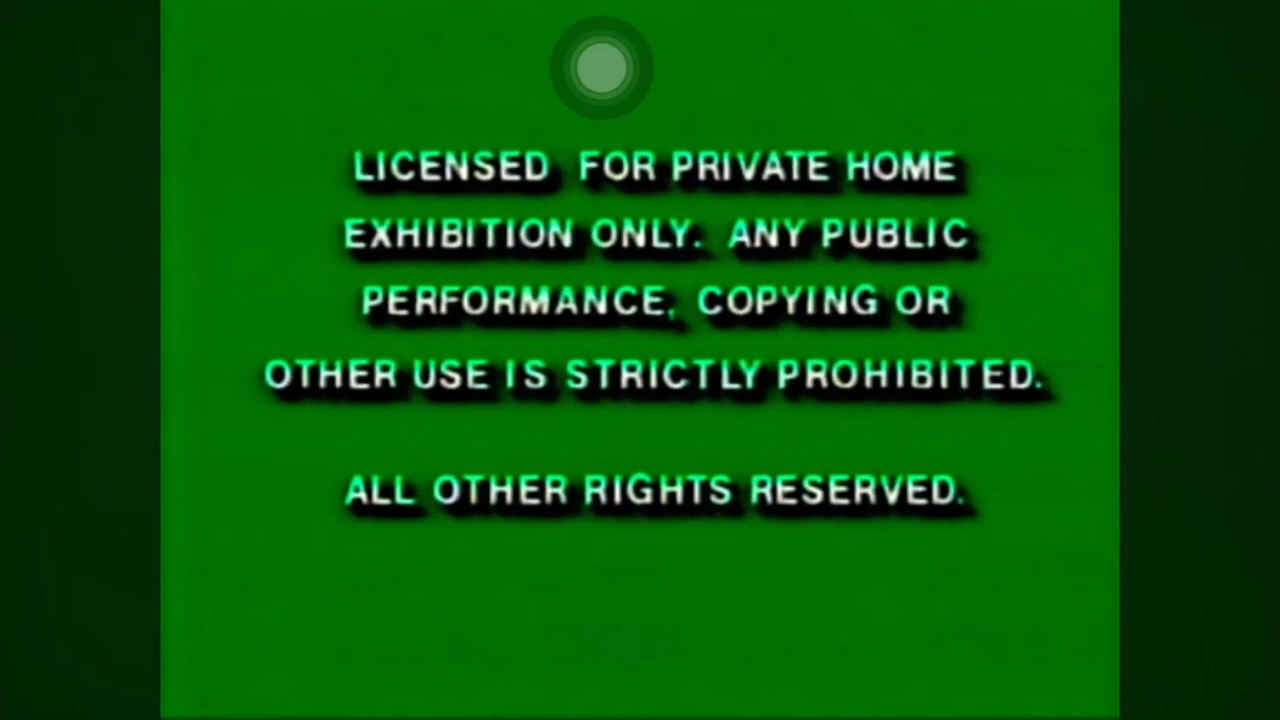 LICENSED FOR PRIVATE HOME
EXHIBITION ONLY. ANY PUBLIC
PERFORMANCE, COPYING OR
OTHER USE IS STRICTLY PROHIBITED.
ALL OTHER RIGHTS RESERVED.